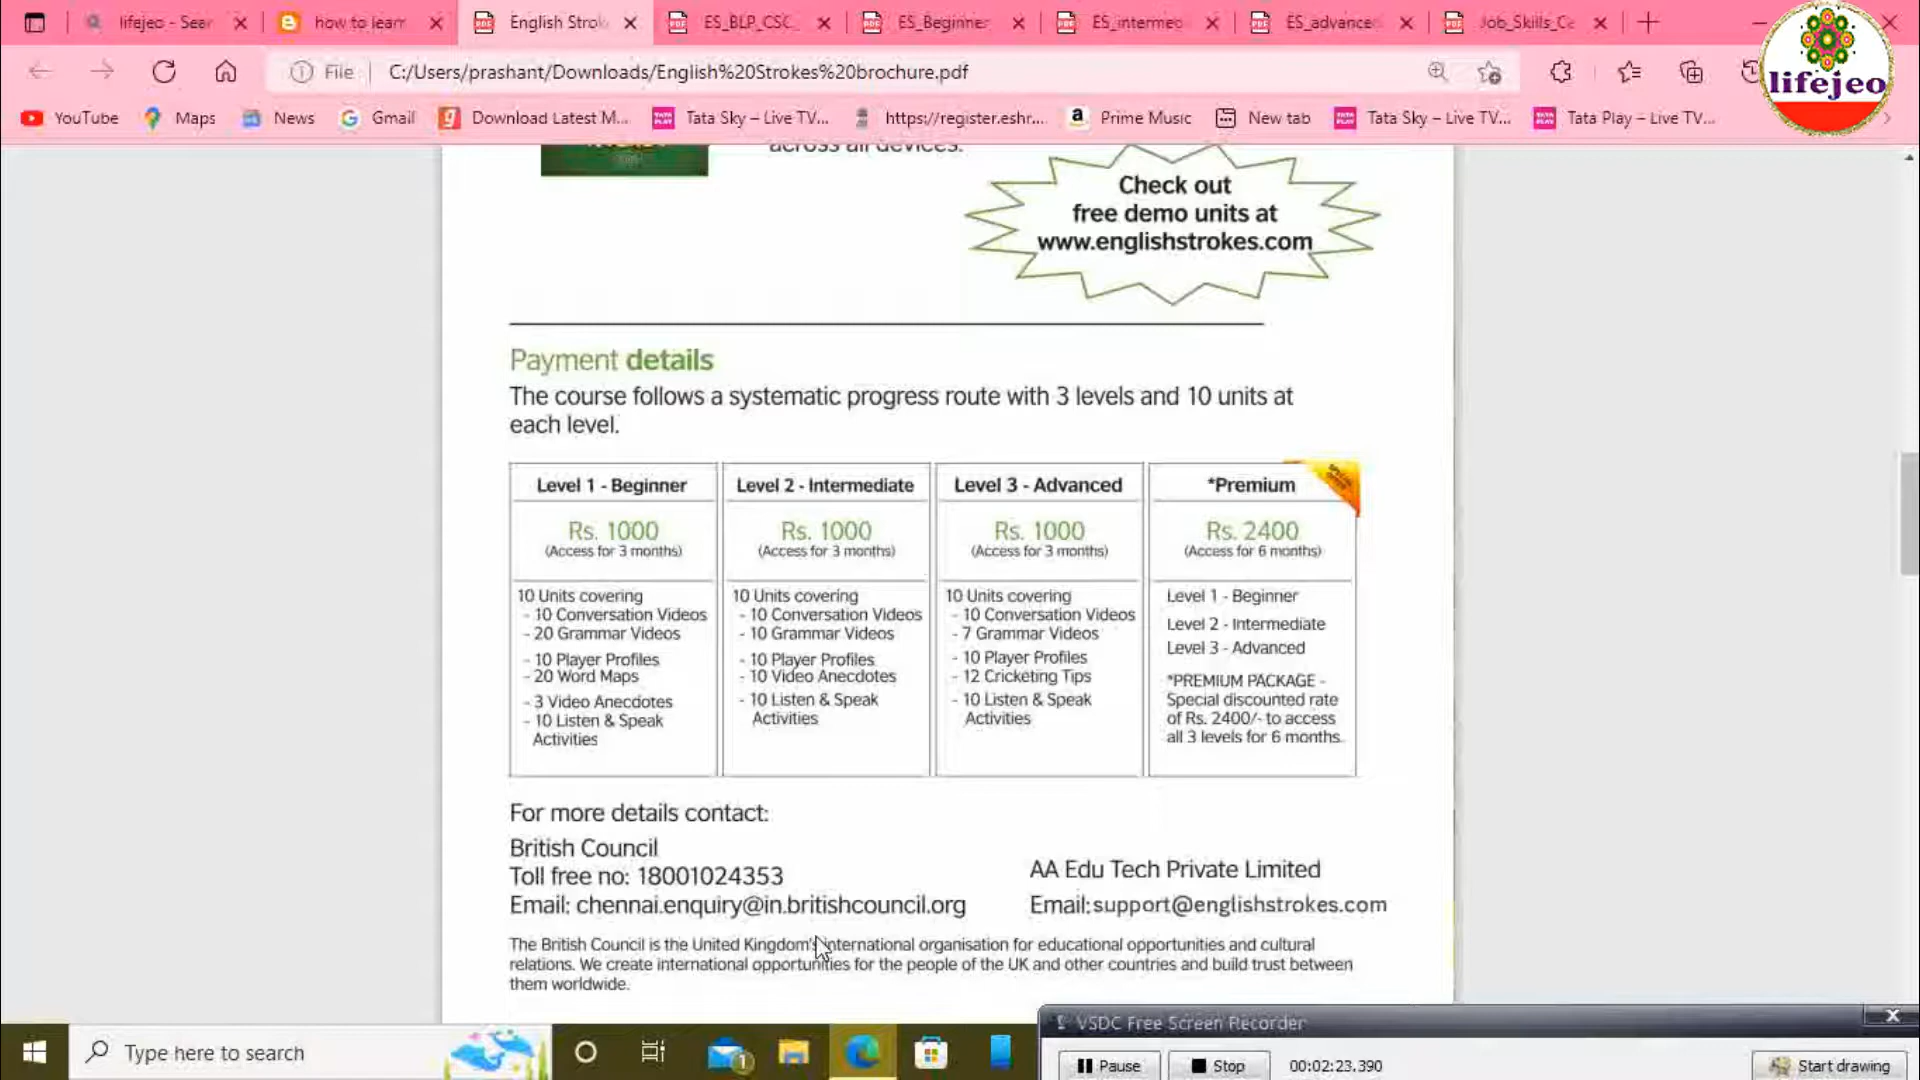 lifejeo - Sear
how to learn
English Strok
ES_BLP_CSC_
ES_Beginner
ES_intermed
ES_advance
Job_Skills_Ca
File
C:/Users/prashant/Downloads/English%20Strokes%20brochure.pdf
lifejeo
YouTube
Maps
News
Gmail
Download Latest M...
Tata Sky – Live TV...
https://register.eshr...
Prime Music
New tab
Tata Sky – Live TV...
Tata Play – Live TV...
across all devices.
Check out
free demo units at
www.englishstrokes.com
Payment details
The course follows a systematic progress route with 3 levels and 10 units at
each level.
Level 1 - Beginner
Rs. 1000
(Access for 3 months)
10 Units covering
- 10 Conversation Videos
- 20 Grammar Videos
- 10 Player Profiles
- 20 Word Maps
- 3 Video Anecdotes
- 10 Listen & Speak
Activities
Level 2 - Intermediate
Rs. 1000
(Access for 3 months)
10 Units covering
- 10 Conversation Videos
- 10 Grammar Videos
- 10 Player Profiles
- 10 Video Anecdotes
- 10 Listen & Speak
Activities
Level 3 - Advanced
Rs. 1000
(Access for 3 months)
10 Units covering
- 10 Conversation Videos
- 7 Grammar Videos
- 10 Player Profiles
- 12 Cricketing Tips
- 10 Listen & Speak
Activities
*Premium
Rs. 2400
(Access for 6 months)
Level 1 - Beginner
Level 2 - Intermediate
Level 3 - Advanced
*PREMIUM PACKAGE -
Special discounted rate
of Rs. 2400/- to access
all 3 levels for 6 months.
For more details contact:
British Council
Toll free no: 18001024353
Email: chennai.enquiry@in.britishcouncil.org
AA Edu Tech Private Limited
Email:support@englishstrokes.com
The British Council is the United Kingdom's international organisation for educational opportunities and cultural
relations. We create international opportunities for the people of the UK and other countries and build trust between
them worldwide.
VSDC Free Screen Recorder
Type here to search
1
Pause
Stop
00:02:23.390
Start drawing